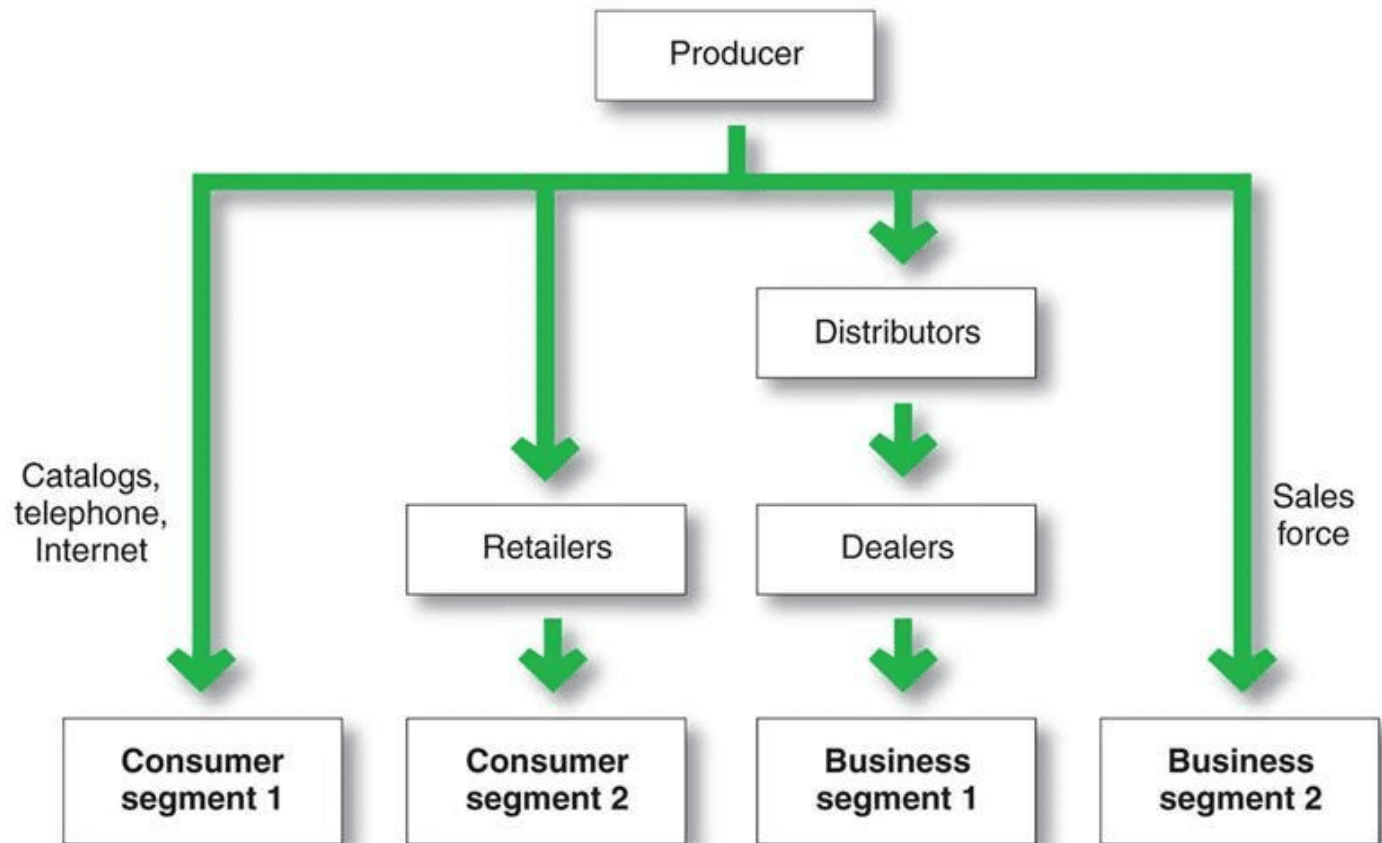 Producer
Distributors
Catalogs,
telephone,
Internet
Retailers
Dealers
Sales
force
Consumer
segment 1
Consumer
segment 2
Business
segment 1
Business
segment 2